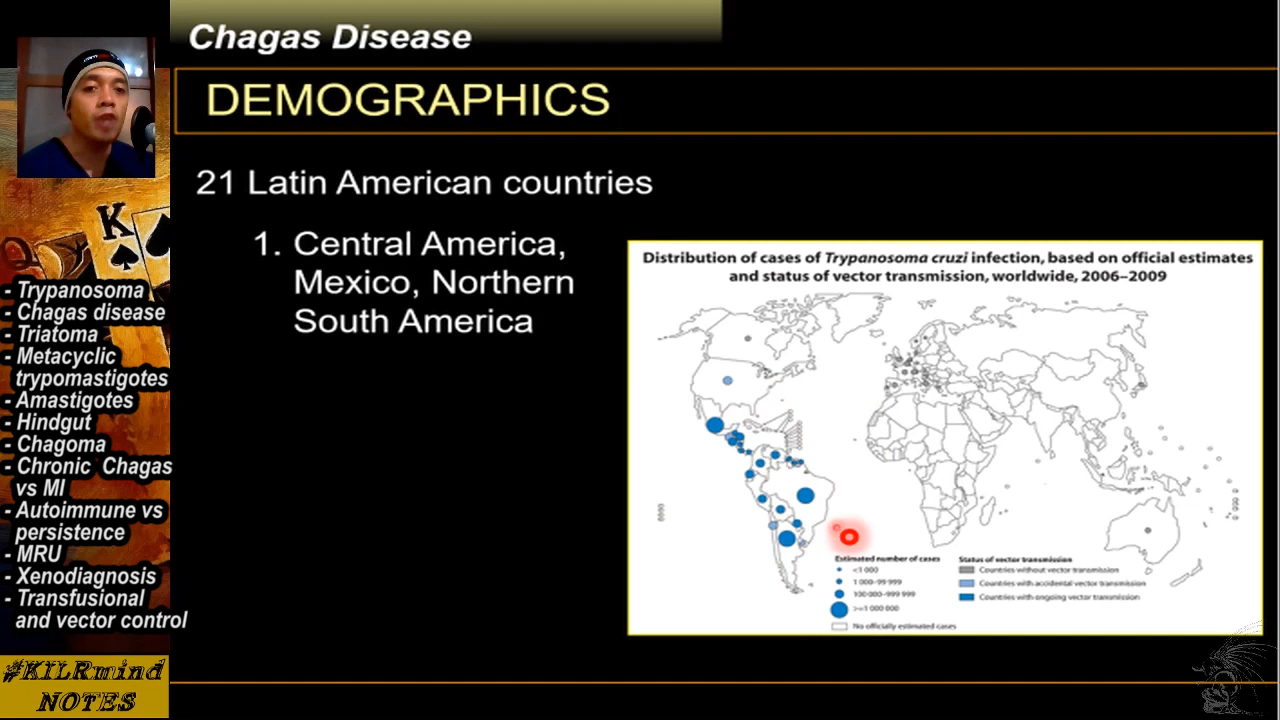 Chagas Disease
DEMOGRAPHICS
21 Latin American countries
1. Central America,
Mexico, Northern
South America
- Trypanosoma
- Chagas disease
- Triatoma
- Metacyclic
trypomastigotes
- Amastigotes
- Hindgut
- Chagoma
- Chronic Chagas
vs MI
- Autoimmune vs
persistence
- MRU
- Xenodiagnosis
- Transfusional
and vector control
#KILRmind
NOTES
K
Distribution of cases of Trypanosoma cruzi infection, based on official estimates
and status of vector transmission, worldwide, 2006–2009
Estimated number of cases
<1 000
1 000–99 999
100 000–999 999
>=1 000 000
No officially estimated cases
Status of vector transmission
Countries without vector transmission
Countries with accidental vector transmission
Countries with ongoing vector transmission